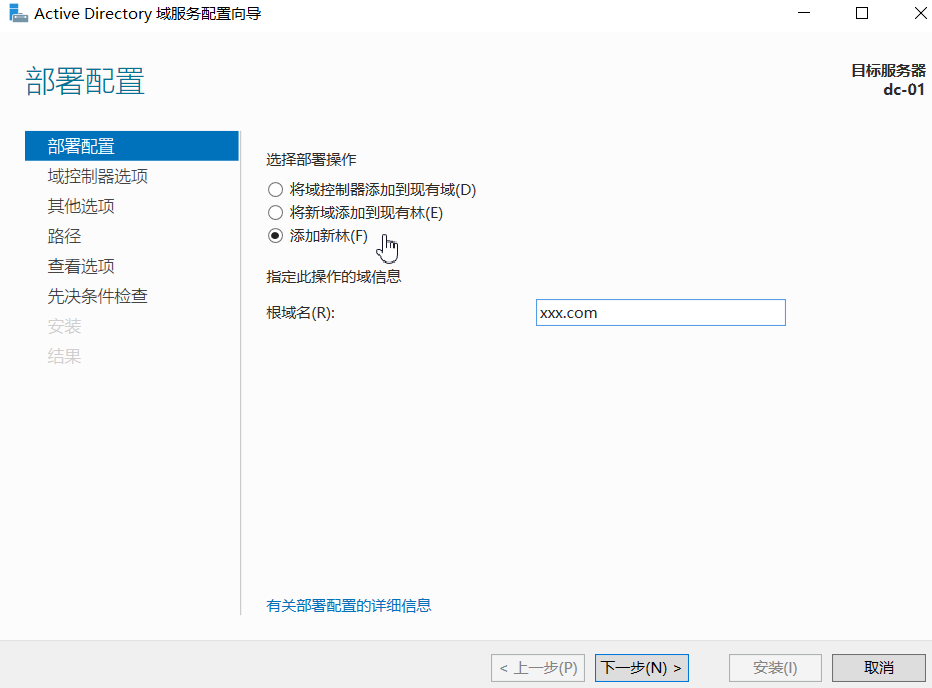 Active Directory 域服务配置向导
部署配置
目标服务器
dc-01
部署配置
域控制器选项
其他选项
路径
查看选项
先决条件检查
安装
结果
选择部署操作
将域控制器添加到现有域(D)
将新域添加到现有林(E)
添加新林(F)
指定此操作的域信息
根域名(R):
xxx.com
有关部署配置的详细信息
< 上一步(P)
下一步(N) >
安装(I)
取消